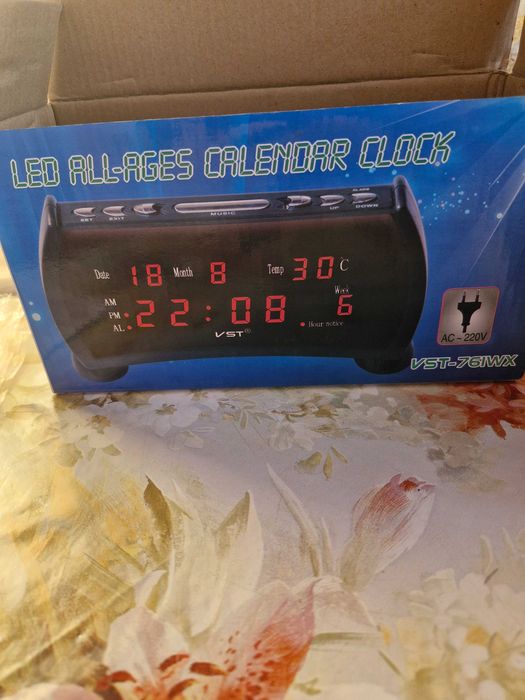 LED ALL-AGES CALENDAR CLOCK
SET EXIT MUSIC UP ALARM DOWN
Date 18 Month 8 Temp 30 °C
Week
AM
PM
AL
22:08 6
VST® Hour notice
AC ~ 220V
VST-761WX